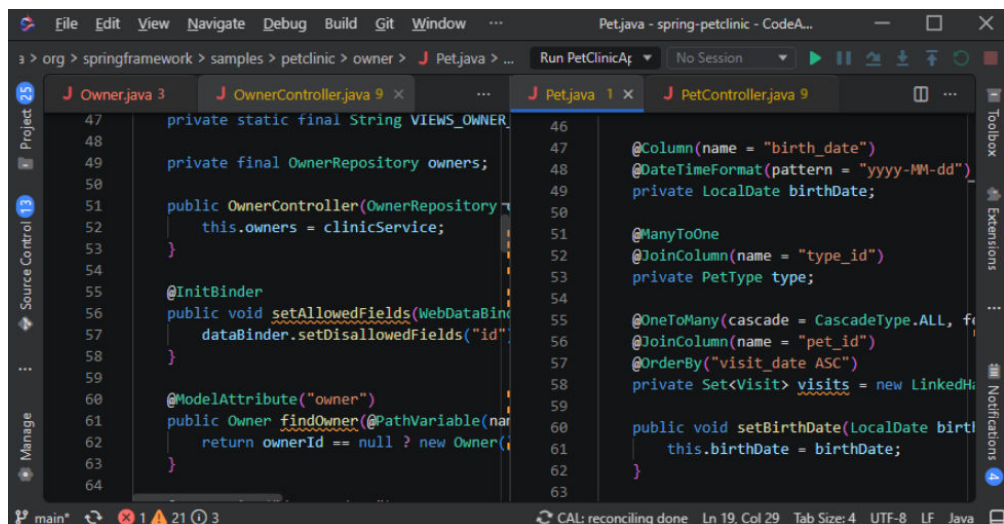 File Edit View Navigate Debug Build Git Window ··· Pet.java - spring-petclinic - CodeA...
a > org > springframework > samples > petclinic > owner > J Pet.java > ... Run PetClinicAp No Session
Project 25
Source Control 13
Manage
J Owner.java 3 J OwnerController.java 9 × ···
47 private static final String VIEWS_OWNER_
48
49 private final OwnerRepository owners;
50
51 public OwnerController(OwnerRepository
52 this.owners = clinicService;
53 }
54
55 @InitBinder
56 public void setAllowedFields(WebDataBind
57 dataBinder.setDisallowedFields("id"
58 }
59
60 @ModelAttribute("owner")
61 public Owner findOwner(@PathVariable(nam
62 return ownerId == null ? new Owner(
63 }
64
J Pet.java 1 × J PetController.java 9 ···
46
47 @Column(name = "birth_date")
48 @DateTimeFormat(pattern = "yyyy-MM-dd")
49 private LocalDate birthDate;
50
51 @ManyToOne
52 @JoinColumn(name = "type_id")
53 private PetType type;
54
55 @OneToMany(cascade = CascadeType.ALL, fe
56 @JoinColumn(name = "pet_id")
57 @OrderBy("visit_date ASC")
58 private Set<Visit> visits = new LinkedHa
59
60 public void setBirthDate(LocalDate birth
61 this.birthDate = birthDate;
62 }
63
Toolbox
Extensions
Notifications 4
main* 1 21 3 CAL: reconciling done Ln 19, Col 29 Tab Size: 4 UTF-8 LF Java